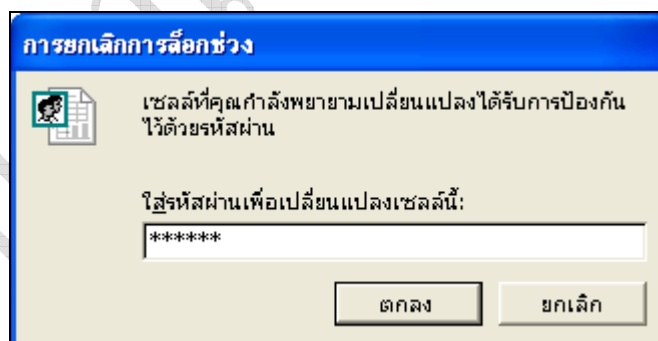 การยกเลิกการล็อกช่วง
เซลล์ที่คุณกำลังพยายามเปลี่ยนแปลงได้รับการป้องกัน
ไว้ด้วยรหัสผ่าน
ใส่รหัสผ่านเพื่อเปลี่ยนแปลงเซลล์นี้:
******
ตกลง
ยกเลิก